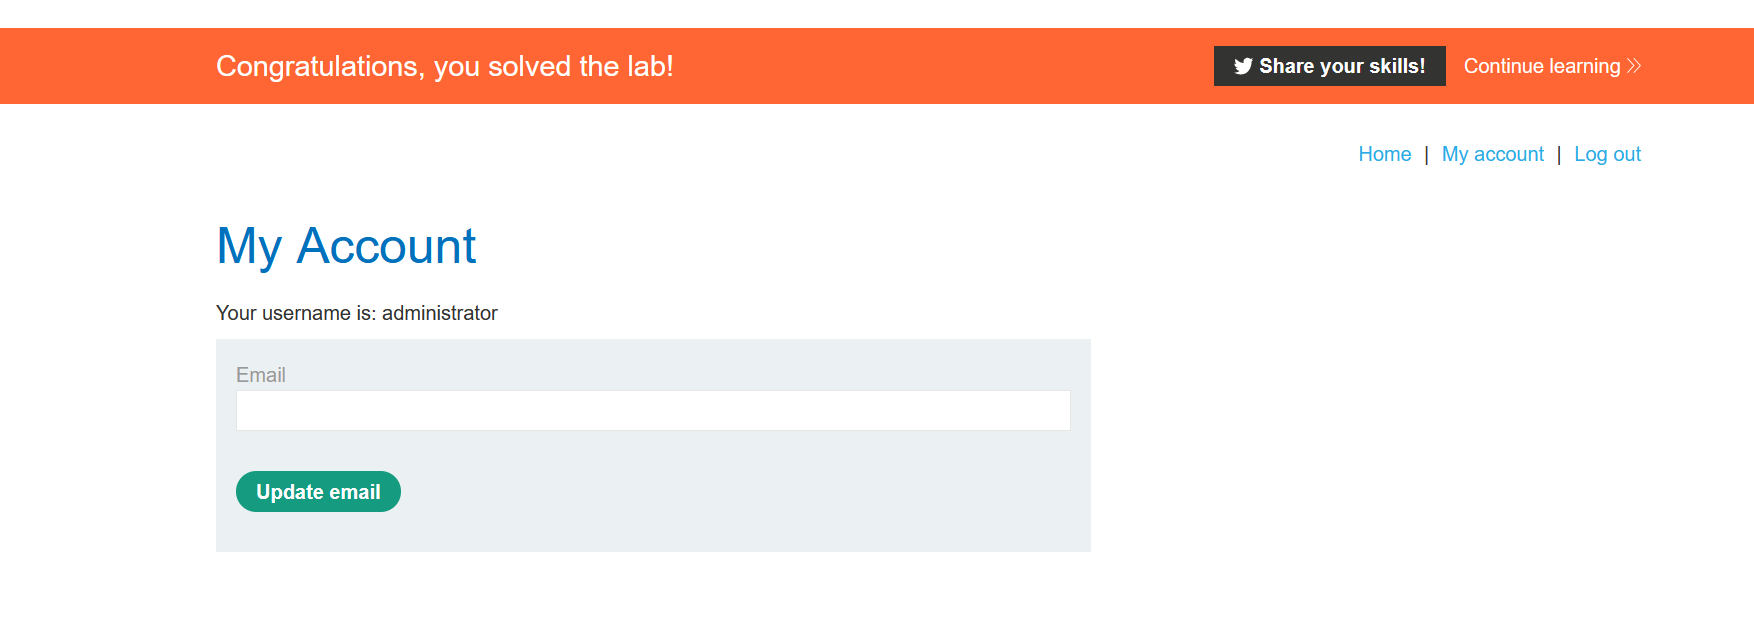 Congratulations, you solved the lab!
Share your skills!
Continue learning
Home | My account | Log out
My Account
Your username is: administrator
Email
Update email